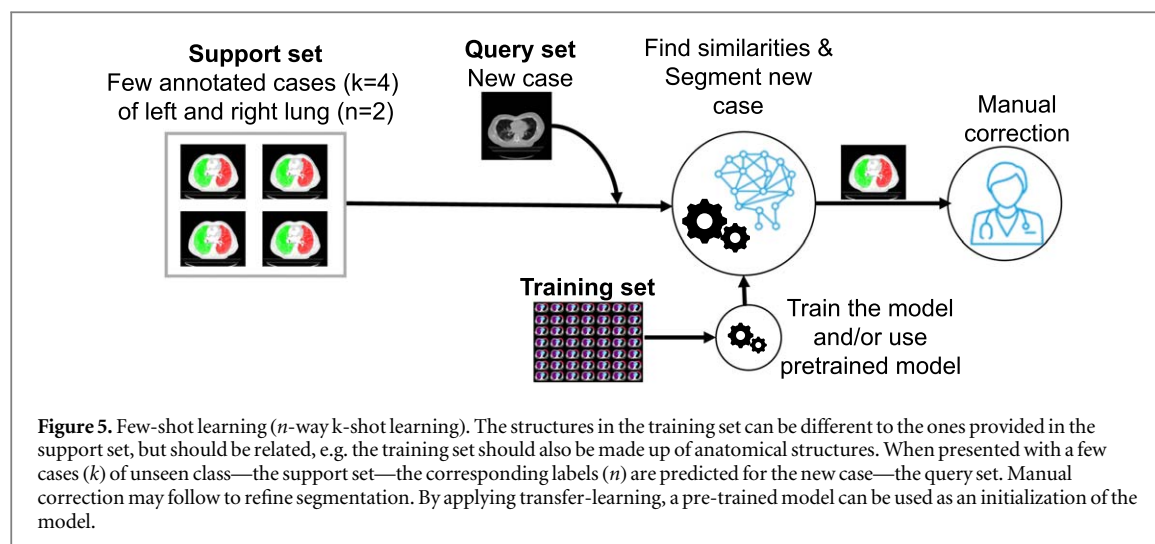 Support set
Few annotated cases (k=4)
of left and right lung (n=2)
Query set
New case
Find similarities &
Segment new
case
Manual
correction
Training set
Train the model
and/or use
pretrained model
Figure 5. Few-shot learning (n-way k-shot learning). The structures in the training set can be different to the ones provided in the
support set, but should be related, e.g. the training set should also be made up of anatomical structures. When presented with a few
cases (k) of unseen class—the support set—the corresponding labels (n) are predicted for the new case—the query set. Manual
correction may follow to refine segmentation. By applying transfer-learning, a pre-trained model can be used as an initialization of the
model.